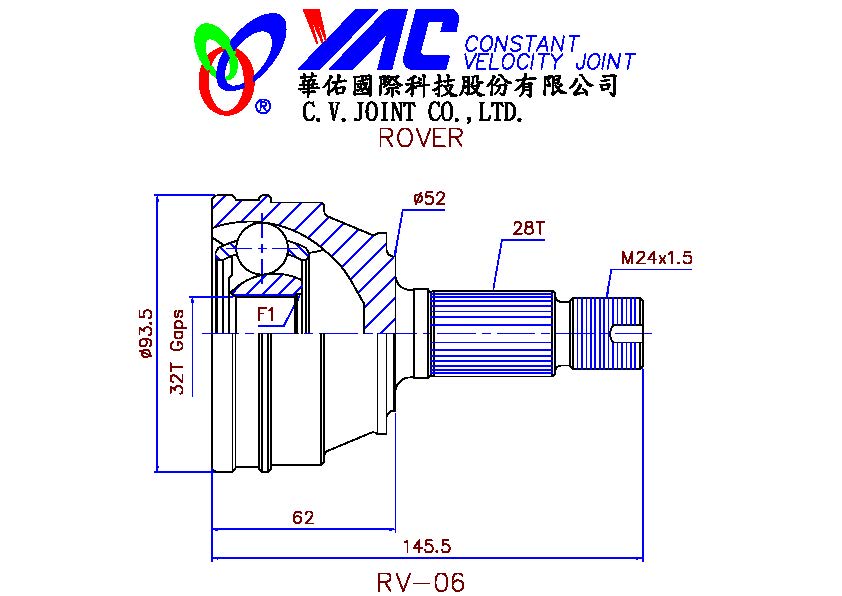 YAC CONSTANT
VELOCITY JOINT
華佑國際科技股份有限公司
®
C.V.JOINT CO.,LTD.
ROVER
ø52
28T
M24x1.5
F1
ø93.5
32T Gaps
62
145.5
RV-06